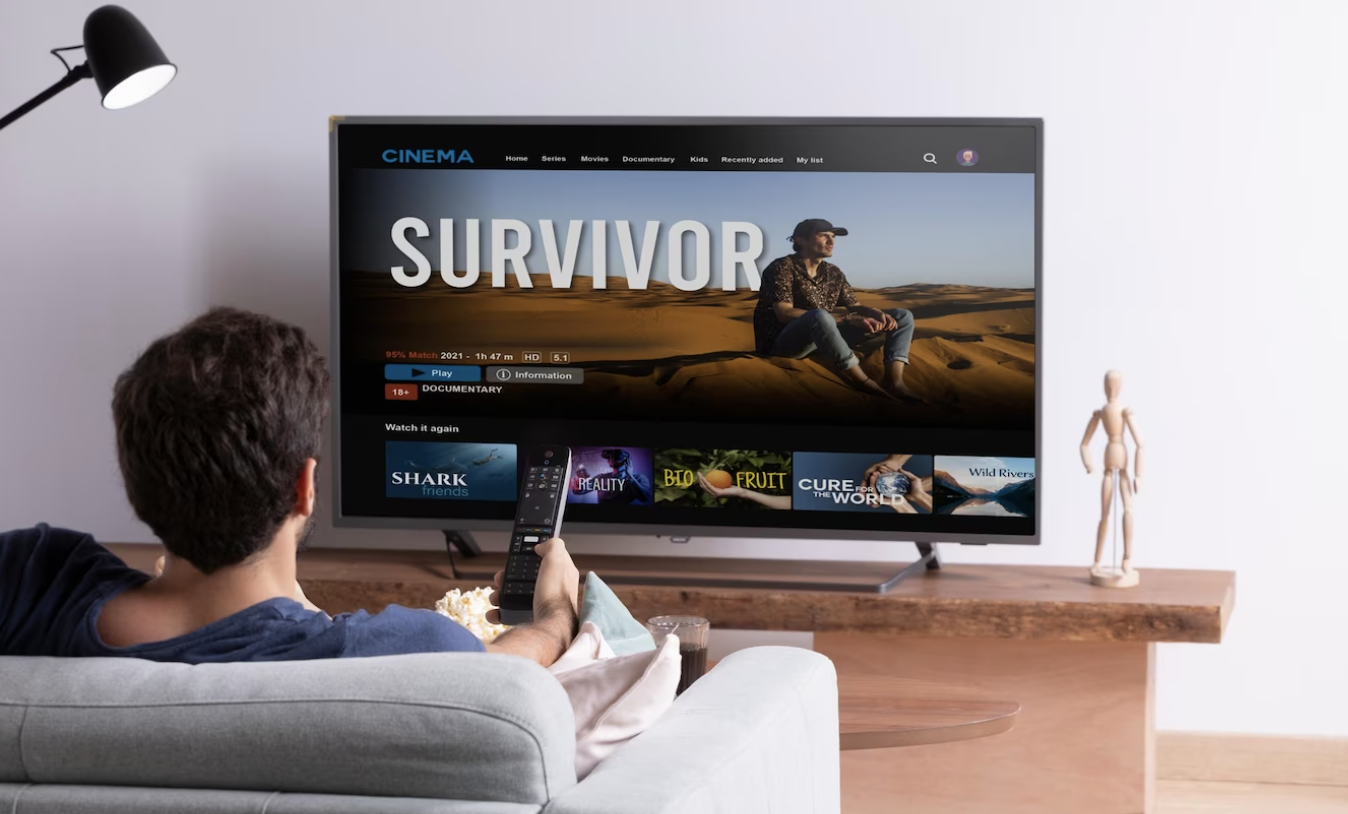 CINEMA Home Series Movies Documentary Kids Recently added My list
SURVIVOR
95% Match 2021 - 1h 47 m HD 5.1
Play Information
18+ DOCUMENTARY
Watch it again
SHARK
friends
REALITY
BIO FRUIT
CURE FOR
THE WORLD
Wild Rivers